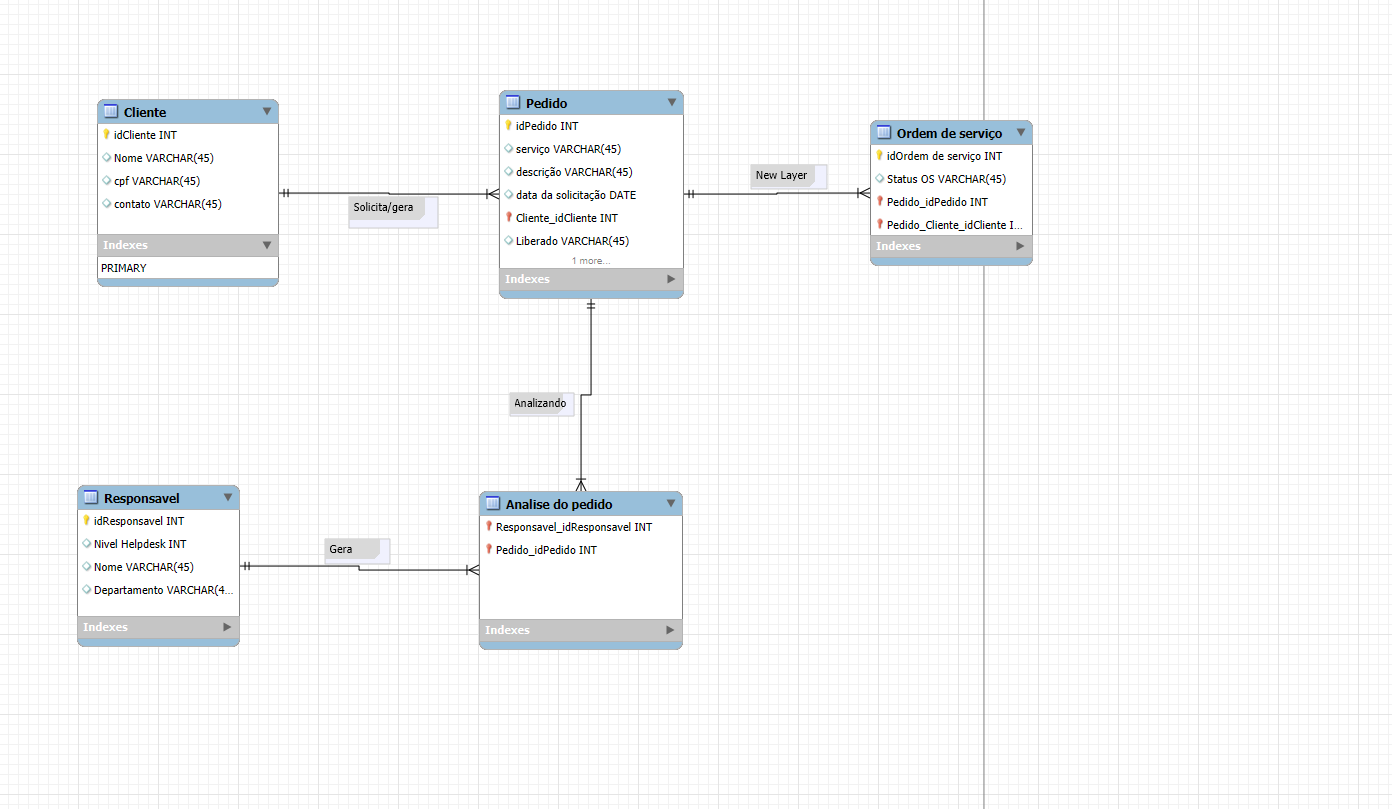 Cliente
idCliente INT
Nome VARCHAR(45)
cpf VARCHAR(45)
contato VARCHAR(45)
Indexes
PRIMARY
Solicita/gera
Pedido
idPedido INT
serviço VARCHAR(45)
descrição VARCHAR(45)
data da solicitação DATE
Cliente_idCliente INT
Liberado VARCHAR(45)
1 more...
Indexes
New Layer
Ordem de serviço
idOrdem de serviço INT
Status OS VARCHAR(45)
Pedido_idPedido INT
Pedido_Cliente_idCliente I...
Indexes
Analizando
Responsavel
idResponsavel INT
Nivel Helpdesk INT
Nome VARCHAR(45)
Departamento VARCHAR(4...
Indexes
Gera
Analise do pedido
Responsavel_idResponsavel INT
Pedido_idPedido INT
Indexes